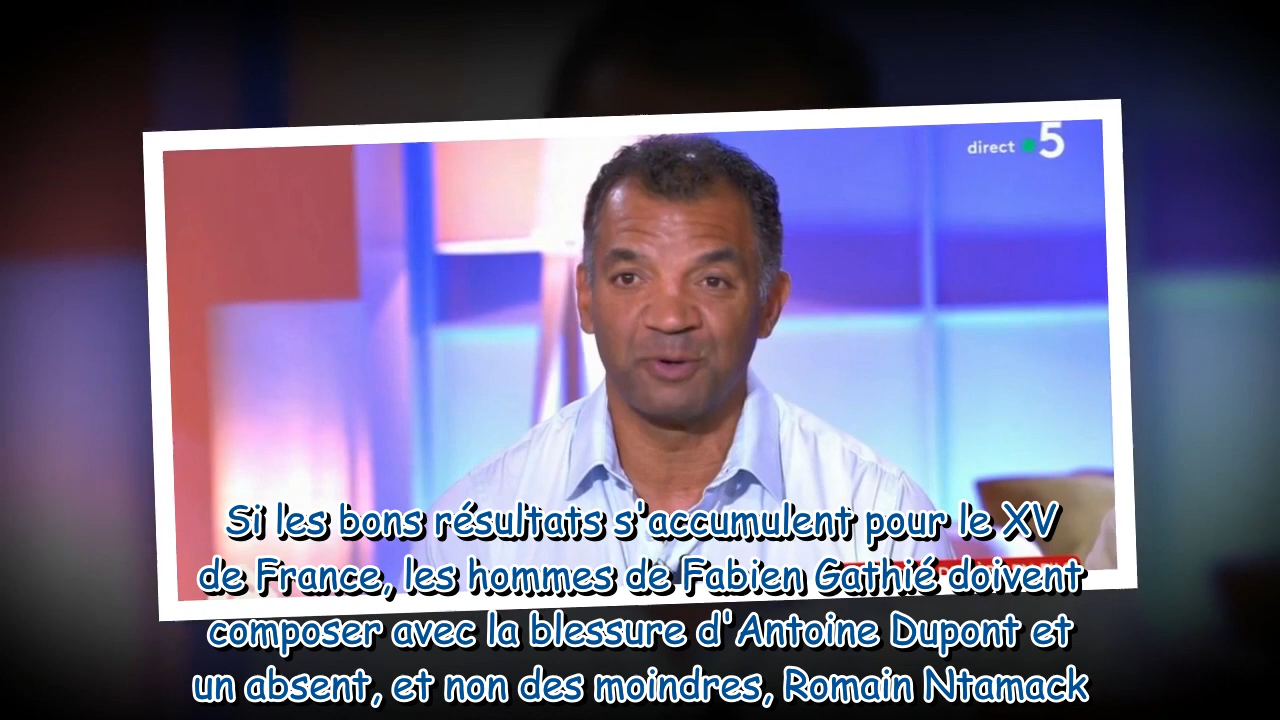 direct 5
Si les bons résultats s'accumulent pour le XV
de France, les hommes de Fabien Gathié doivent
composer avec la blessure d'Antoine Dupont et
un absent, et non des moindres, Romain Ntamack